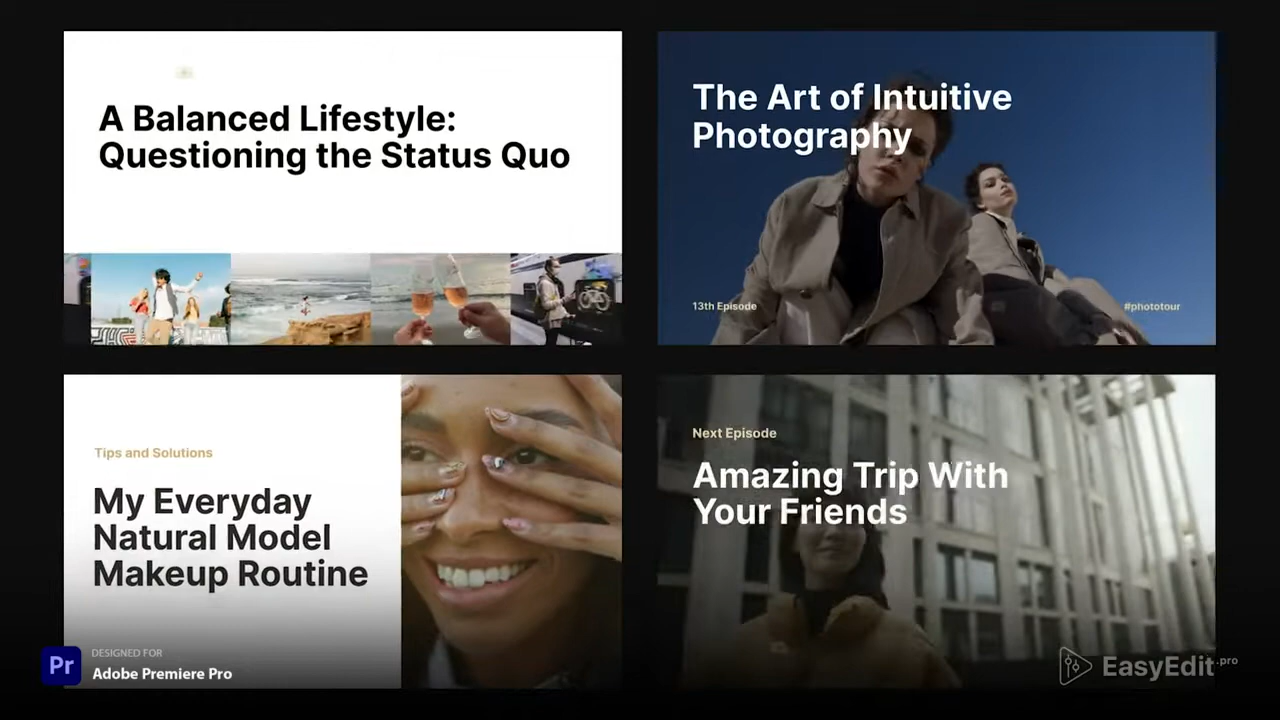 A Balanced Lifestyle:
Questioning the Status Quo
The Art of Intuitive
Photography
13th Episode
#phototour
Tips and Solutions
My Everyday
Natural Model
Makeup Routine
Next Episode
Amazing Trip With
Your Friends
Pr
DESIGNED FOR
Adobe Premiere Pro
EasyEdit.pro